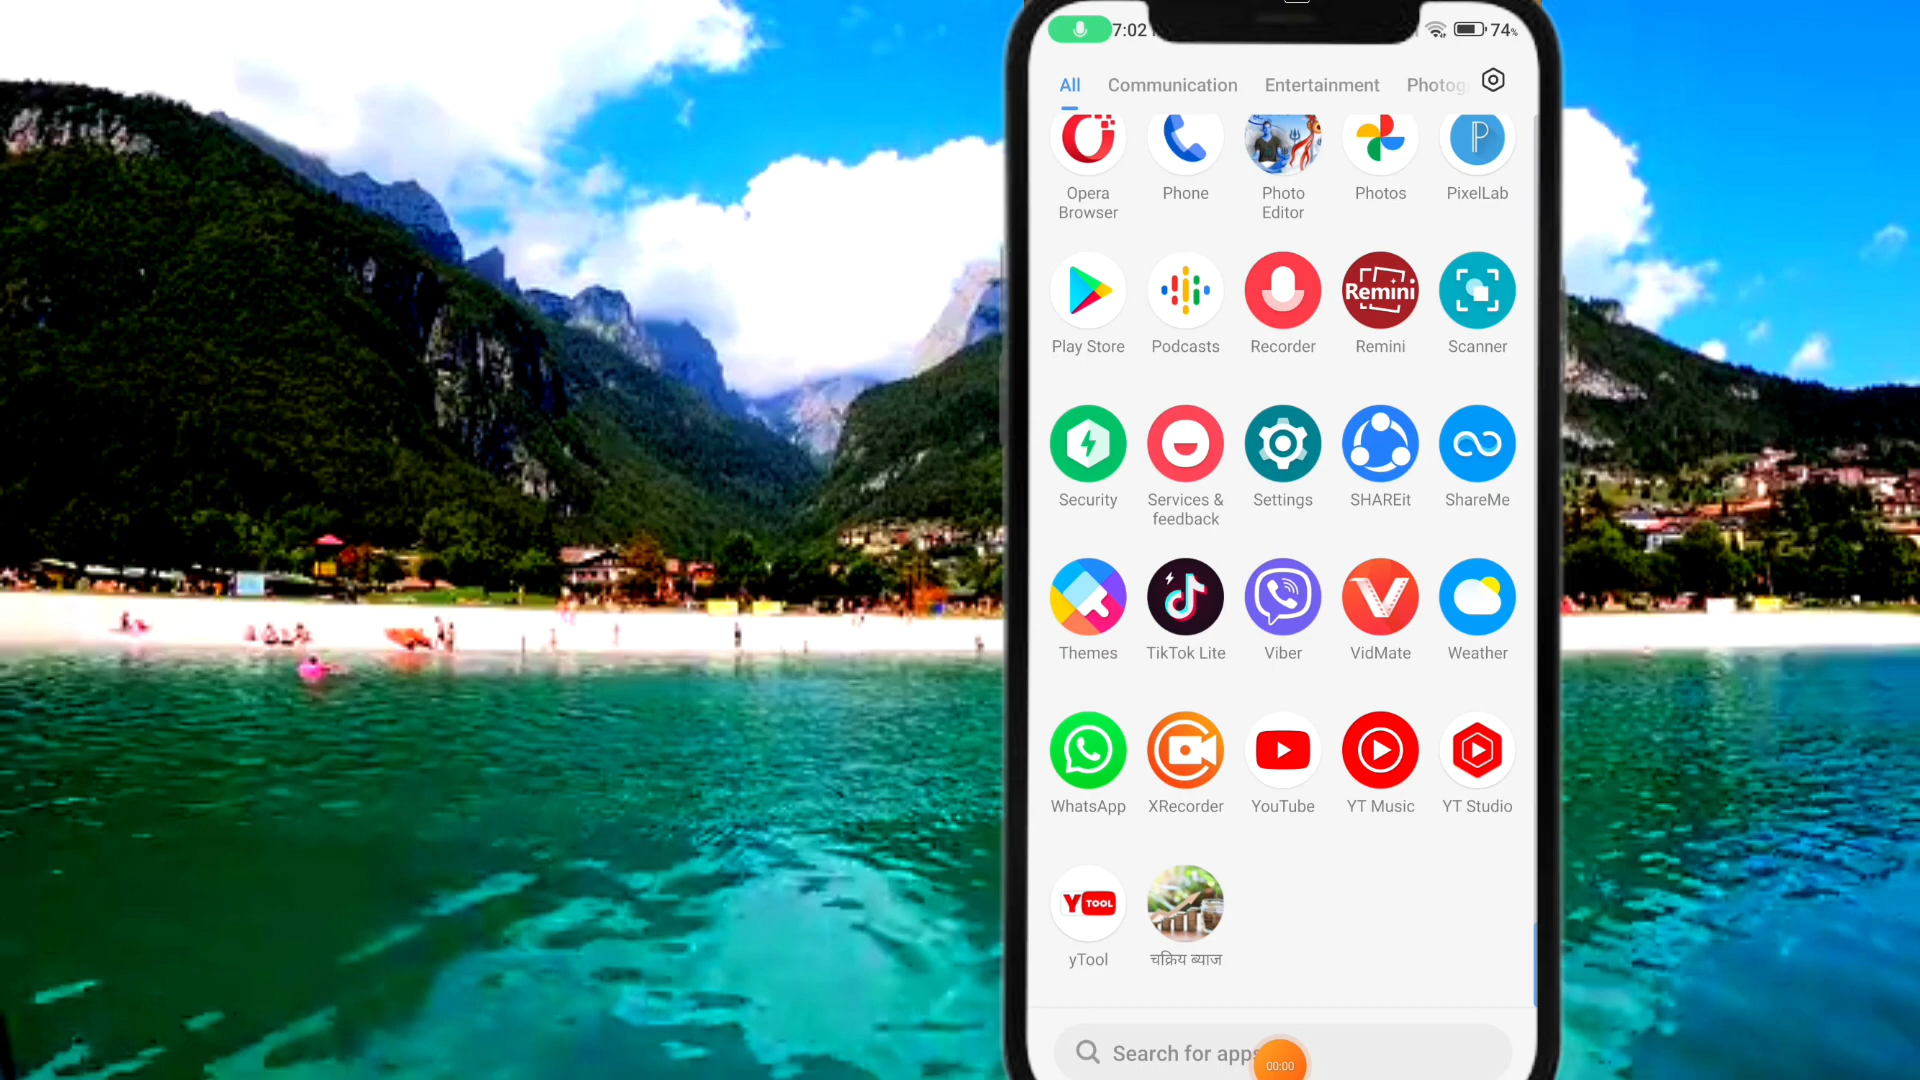 7:02
74%
All Communication Entertainment Photog
Opera Browser
Phone
Photo Editor
Photos
P
PixelLab
Play Store
Podcasts
Recorder
Remini
Remini
Scanner
Security
Services & feedback
Settings
SHAREit
ShareMe
Themes
TikTok Lite
Viber
VidMate
Weather
WhatsApp
XRecorder
YouTube
YT Music
YT Studio
Y TOOL
yTool
चक्रिय ब्याज
Search for apps
00:00